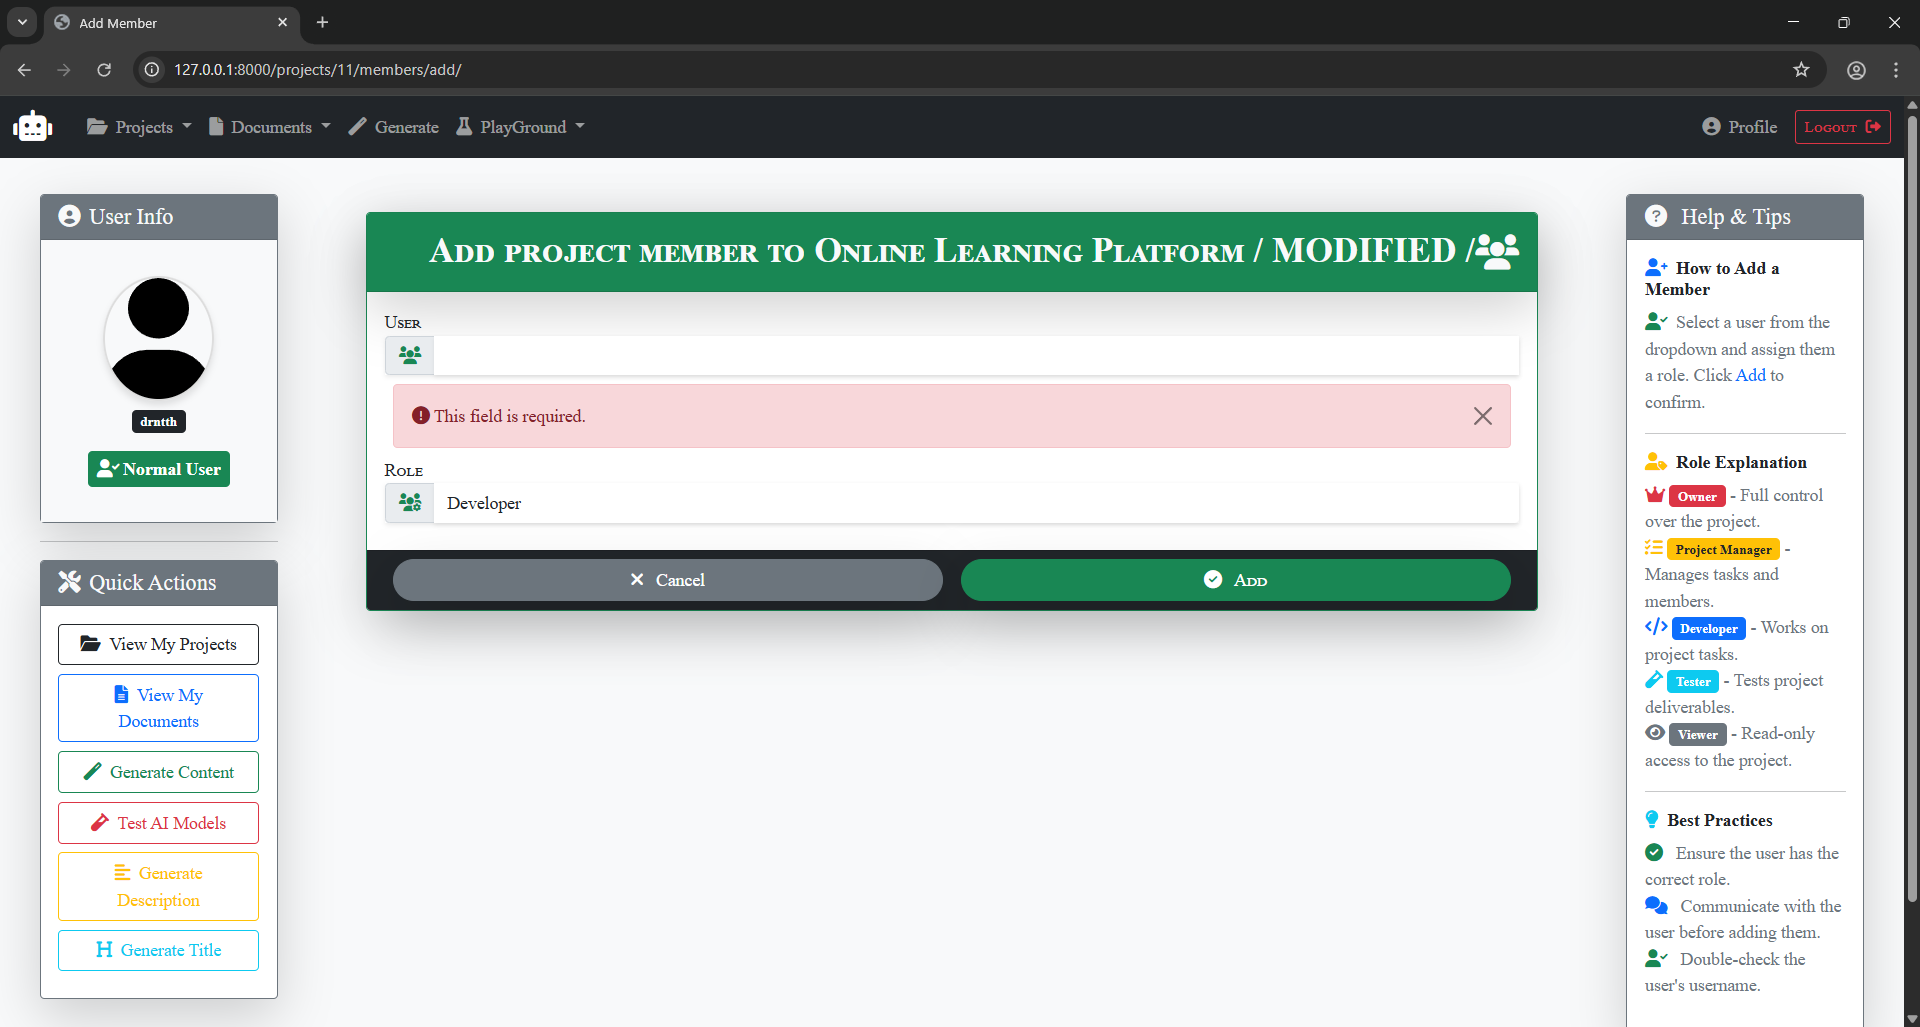 Add Member
127.0.0.1:8000/projects/11/members/add/
Projects
Documents
Generate
PlayGround
Profile
Logout
User Info
drntth
Normal User
Quick Actions
View My Projects
View My
Documents
Generate Content
Test AI Models
Generate
Description
Generate Title
Add project member to Online Learning Platform / MODIFIED /
User
This field is required.
Role
Developer
Cancel
Add
Help & Tips
How to Add a
Member
Select a user from the
dropdown and assign them
a role. Click Add to
confirm.
Role Explanation
Owner - Full control
over the project.
Project Manager -
Manages tasks and
members.
Developer - Works on
project tasks.
Tester - Tests project
deliverables.
Viewer - Read-only
access to the project.
Best Practices
Ensure the user has the
correct role.
Communicate with the
user before adding them.
Double-check the
user's username.